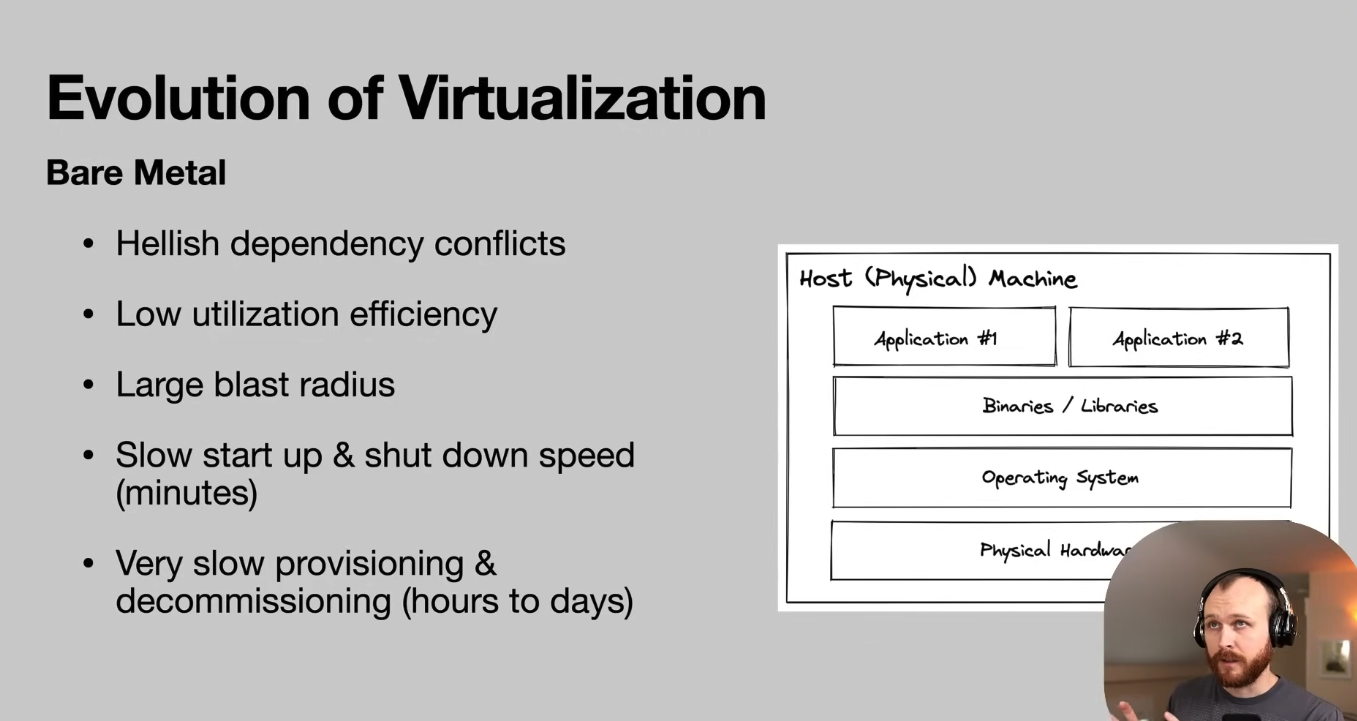 Evolution of Virtualization
Bare Metal
• Hellish dependency conflicts
• Low utilization efficiency
• Large blast radius
• Slow start up & shut down speed
(minutes)
• Very slow provisioning &
decommissioning (hours to days)
Host (Physical) Machine
Application #1
Application #2
Binaries / Libraries
Operating System
Physical